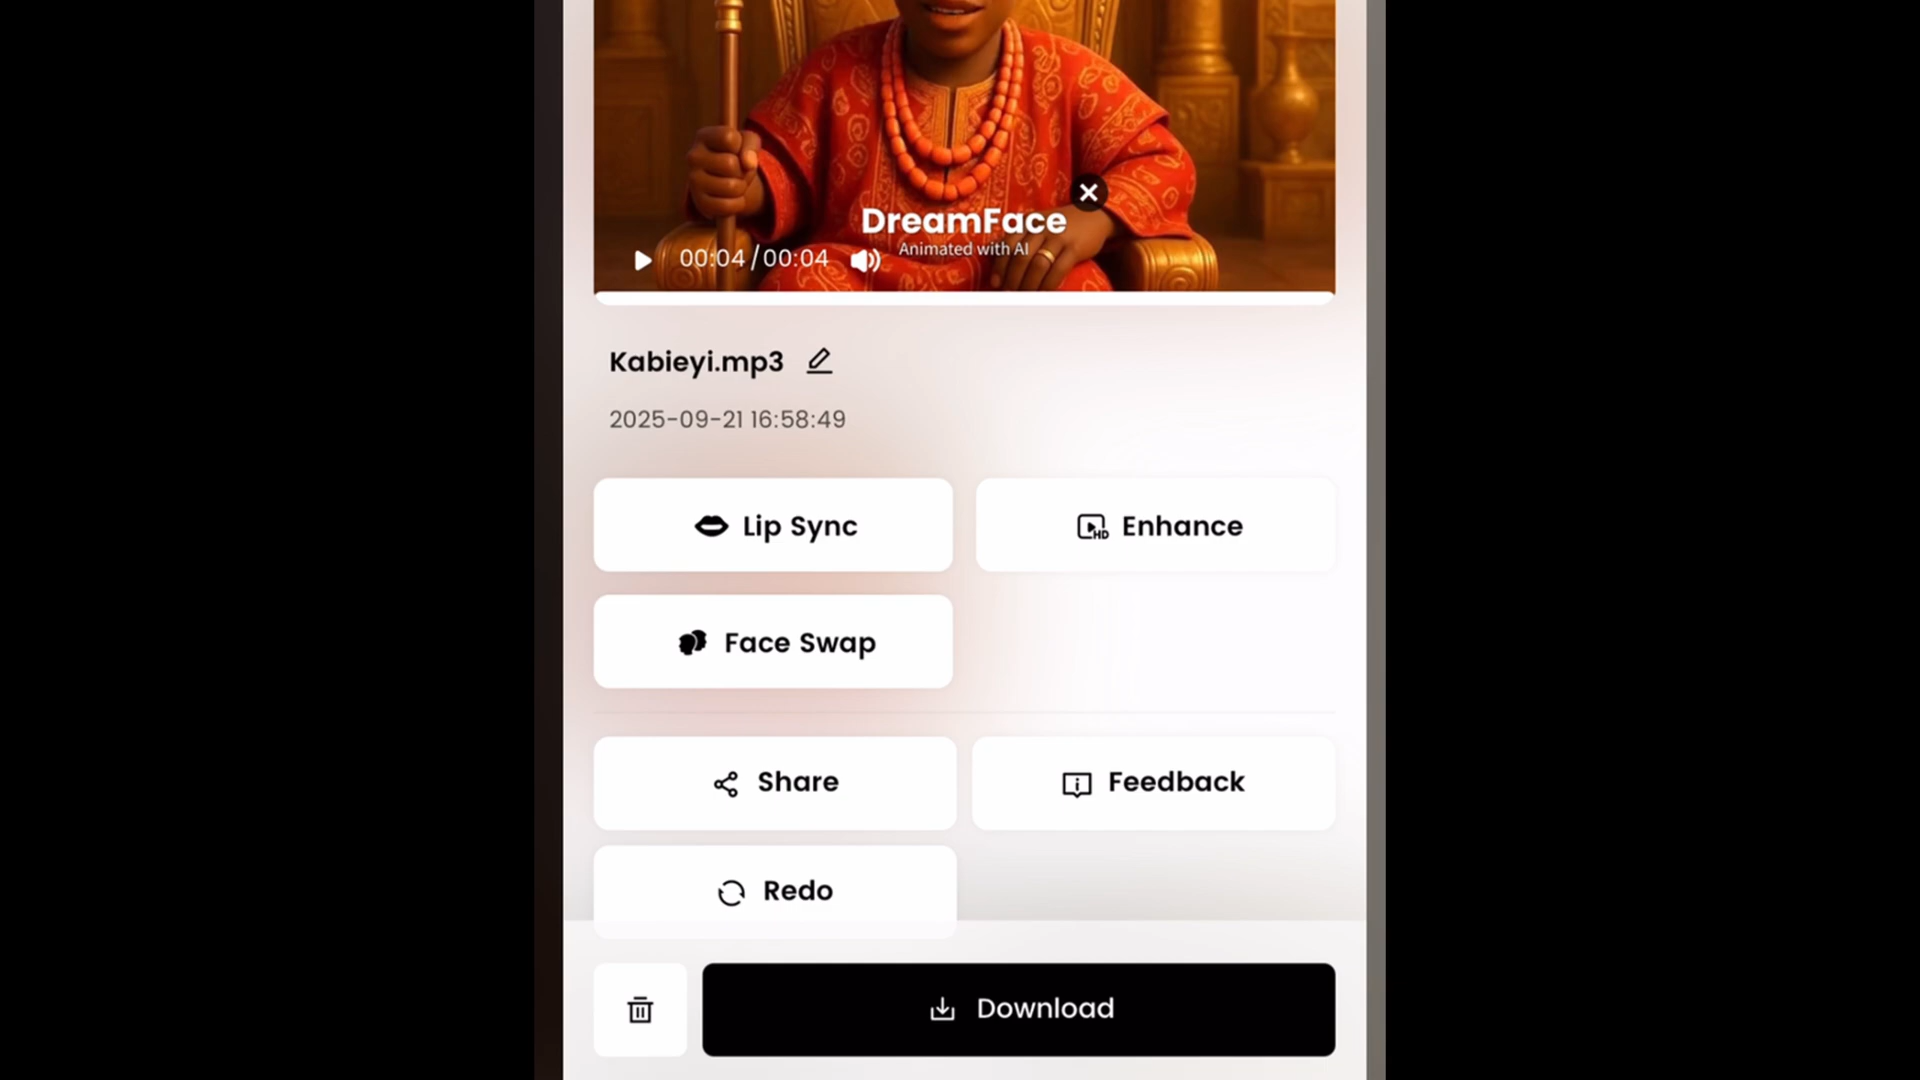 DreamFace
Animated with AI
00:04/00:04
Kabieyi.mp3
2025-09-21 16:58:49
Lip Sync
HD Enhance
Face Swap
Share
Feedback
Redo
Download